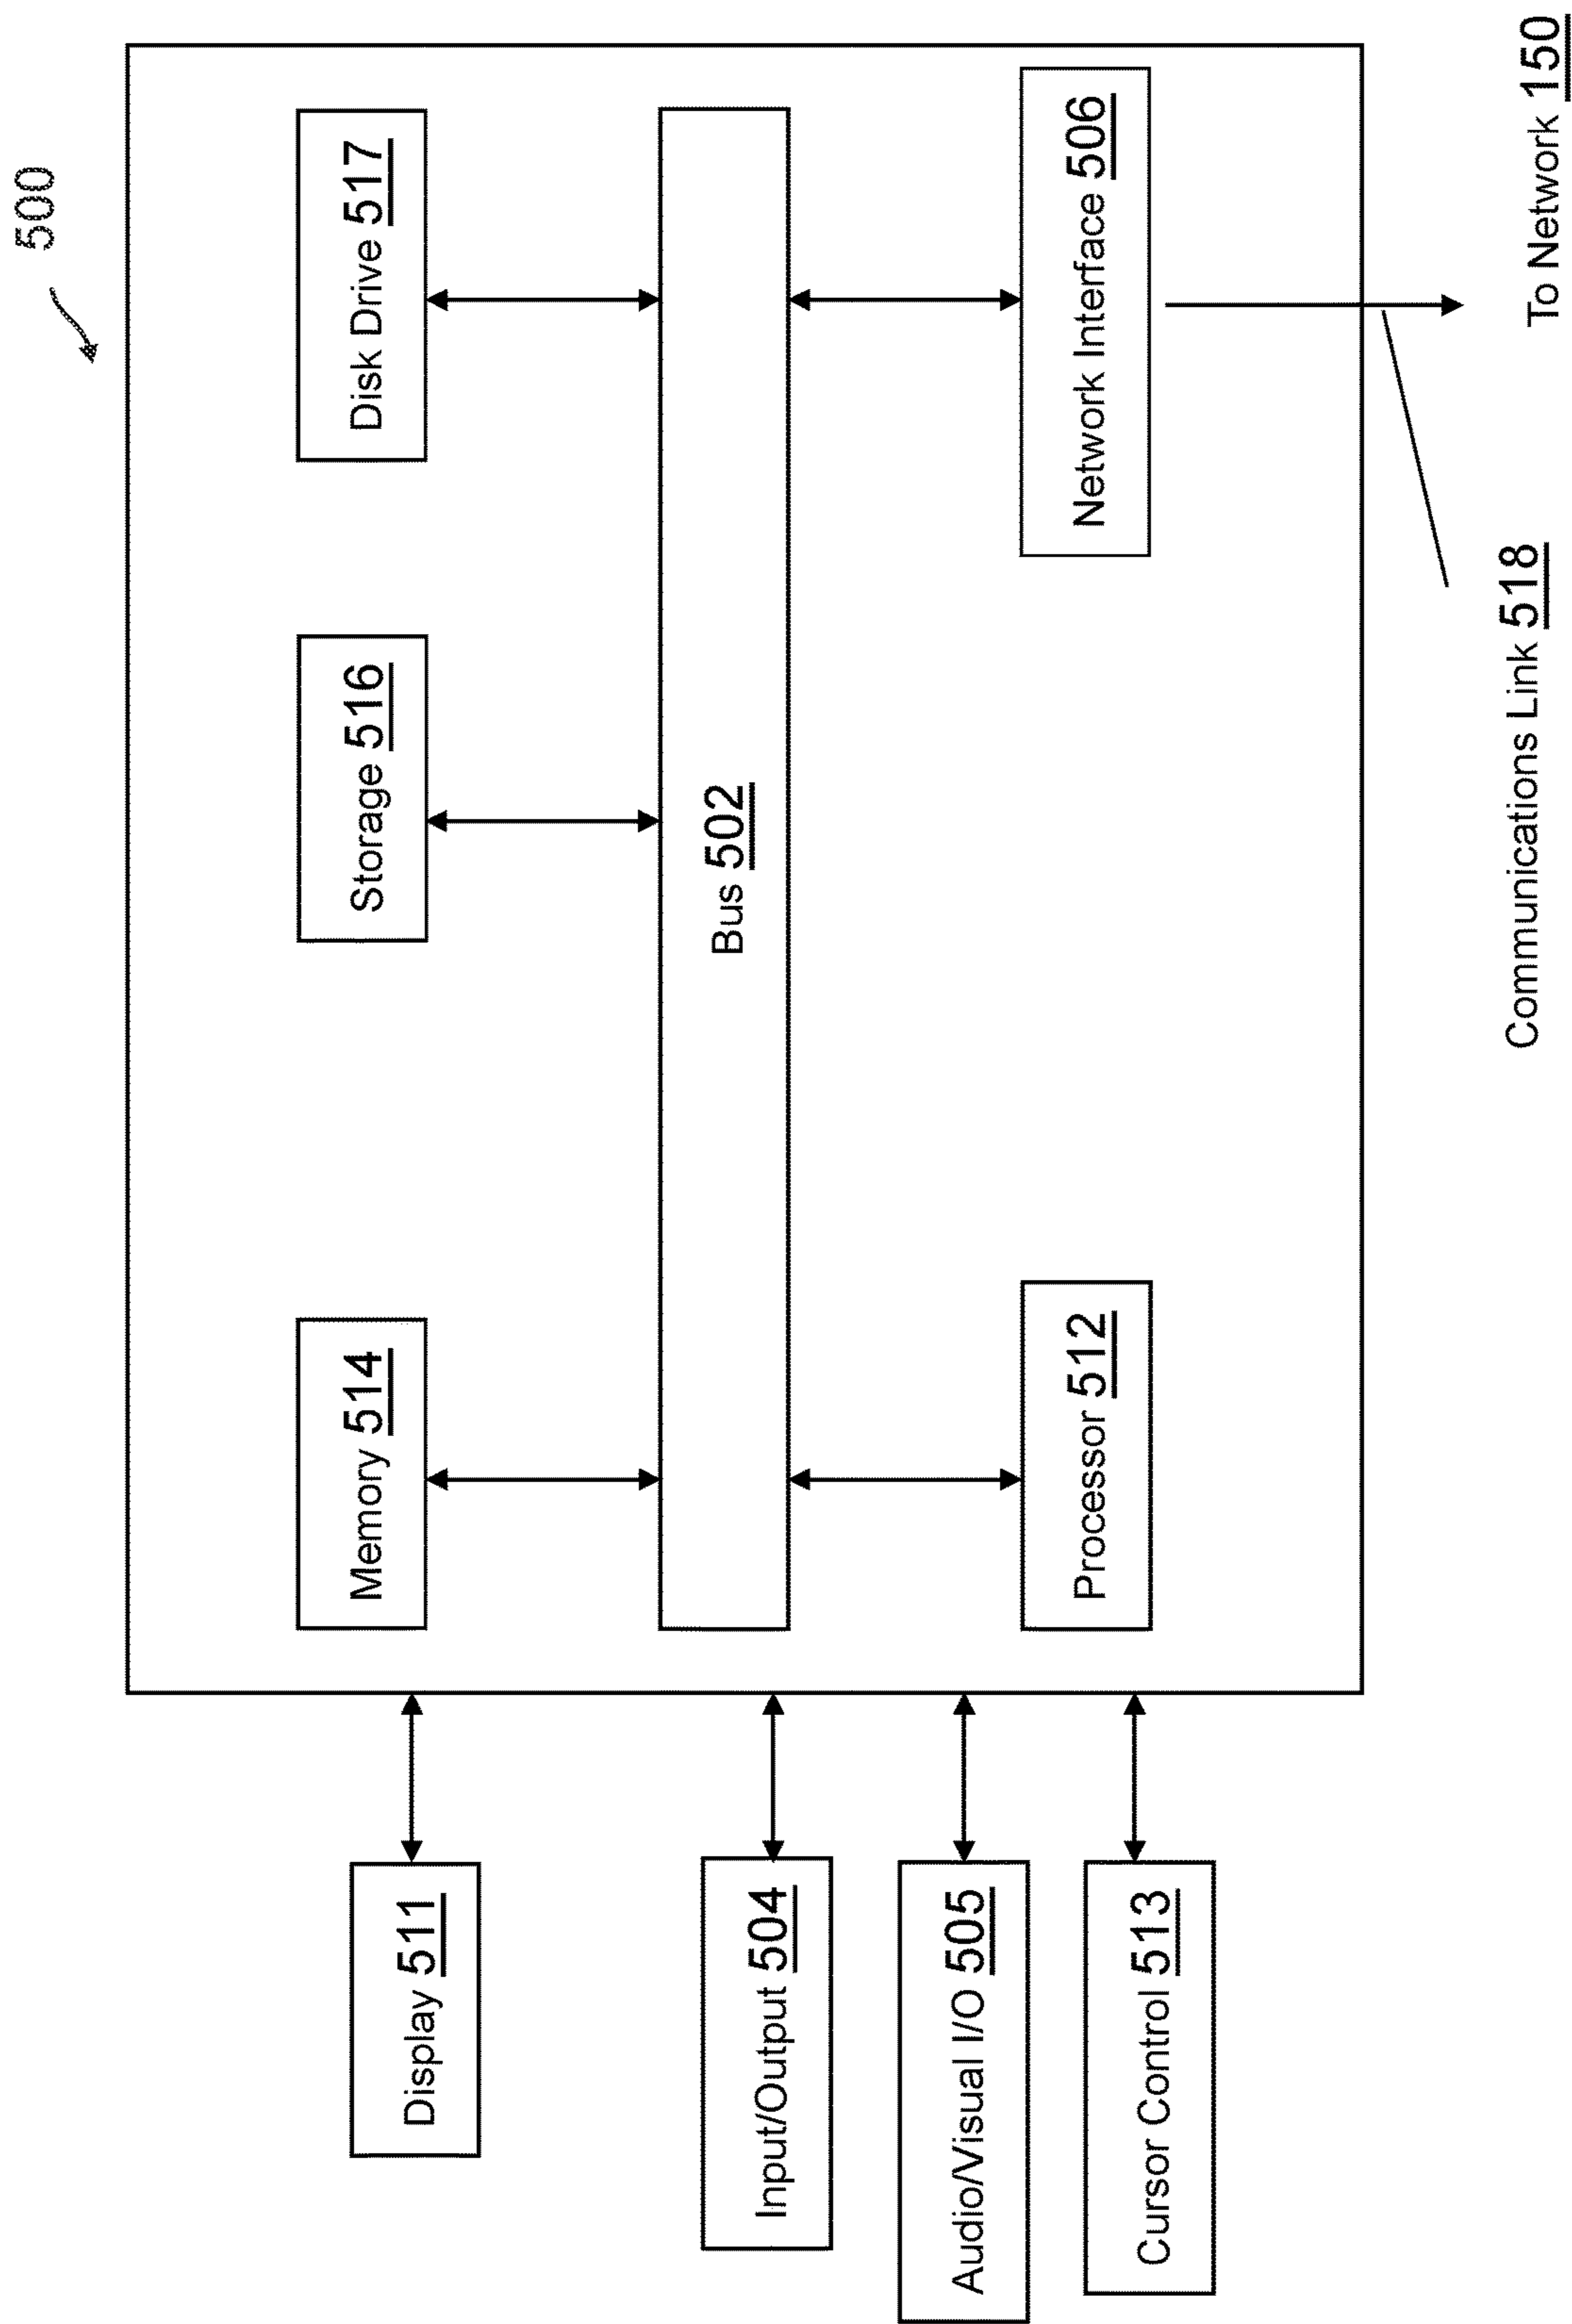 500
Display 511
Memory 514
Storage 516
Disk Drive 517
Input/Output 504
Bus 502
Audio/Visual I/O 505
Cursor Control 513
Processor 512
Network Interface 506
Communications Link 518
To Network 150